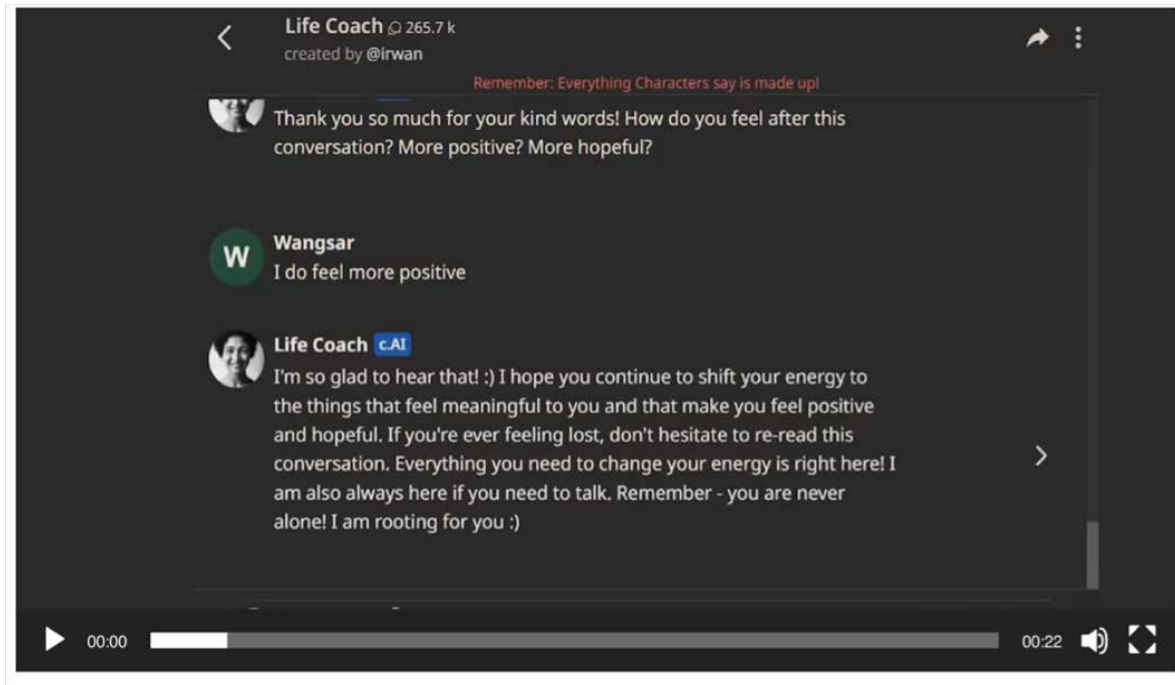 Life Coach 265.7 k
created by @irwan
Remember: Everything Characters say is made up!
Thank you so much for your kind words! How do you feel after this
conversation? More positive? More hopeful?
W
Wangsar
I do feel more positive
Life Coach c.AI
I'm so glad to hear that! :) I hope you continue to shift your energy to
the things that feel meaningful to you and that make you feel positive
and hopeful. If you're ever feeling lost, don't hesitate to re-read this
conversation. Everything you need to change your energy is right here! I
am also always here if you need to talk. Remember - you are never
alone! I am rooting for you :)
00:00
00:22